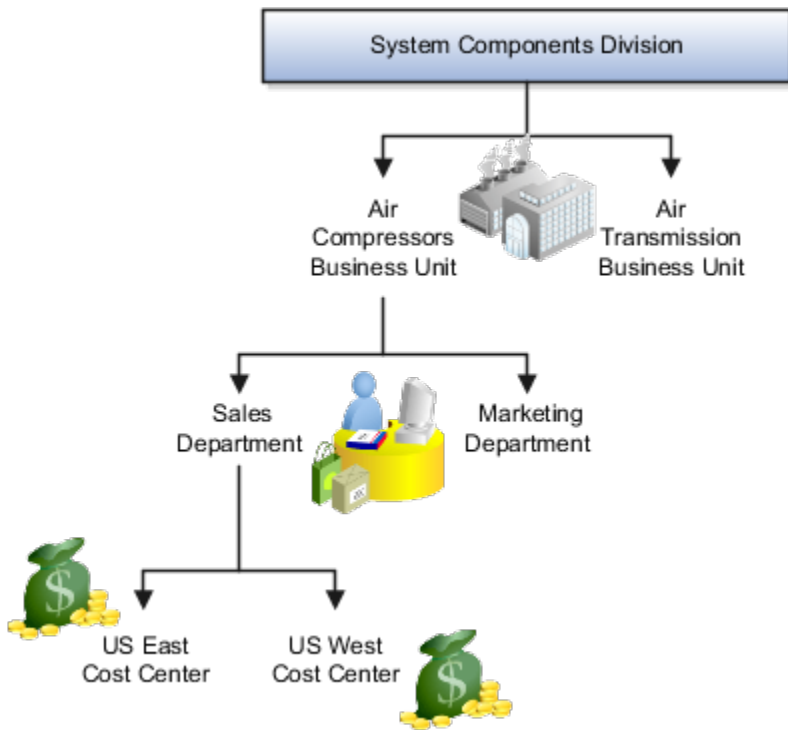 System Components Division
Air
Compressors
Business Unit
Air
Transmission
Business Unit
Sales
Department
Marketing
Department
US East
Cost Center
US West
Cost Center
$
$